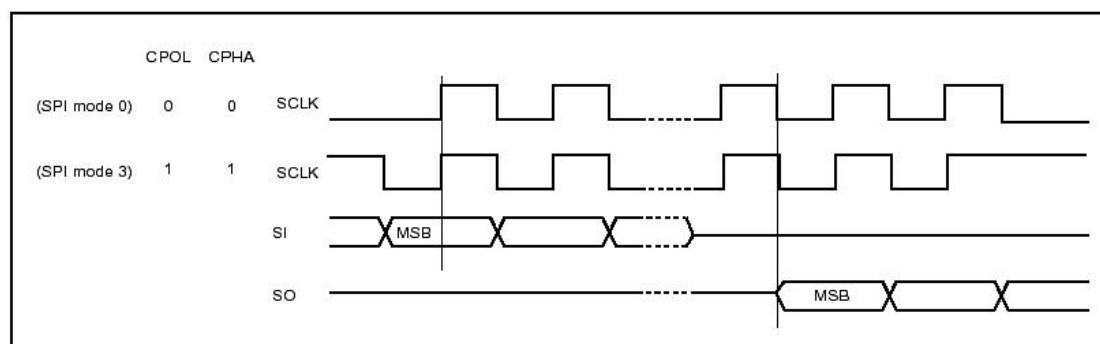 CPOL CPHA
(SPI mode 0) 0 0 SCLK
(SPI mode 3) 1 1 SCLK
SI MSB
SO MSB